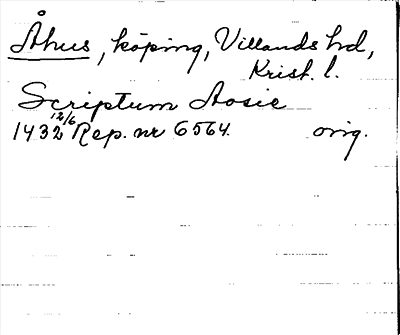 Åhus, köping, Villands hd,
Krist. l.
Scriptum Aosie
1432 12/6 Rep. nr 6564. orig.